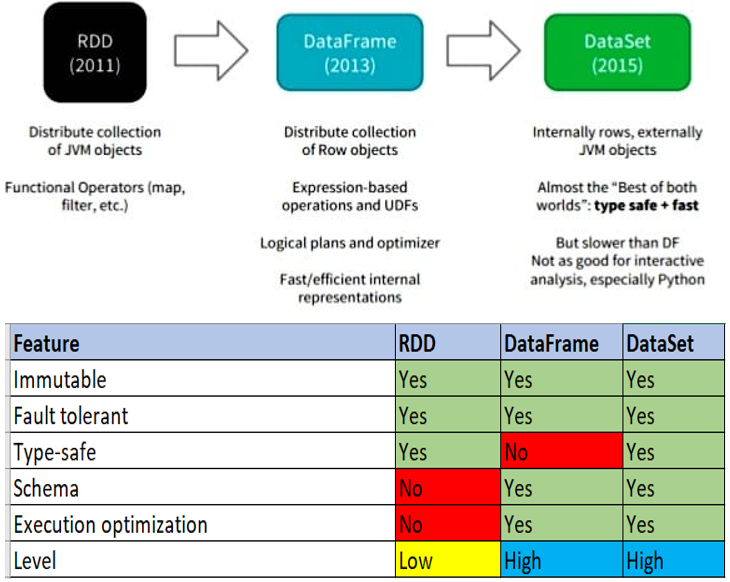 RDD
(2011)
DataFrame
(2013)
DataSet
(2015)
Distribute collection
of JVM objects
Functional Operators (map,
filter, etc.)
Distribute collection
of Row objects
Expression-based
operations and UDFs
Logical plans and optimizer
Fast/efficient internal
representations
Internally rows, externally
JVM objects
Almost the “Best of both
worlds”: type safe + fast
But slower than DF
Not as good for interactive
analysis, especially Python
Feature RDD DataFrame DataSet
Immutable Yes Yes Yes
Fault tolerant Yes Yes Yes
Type-safe Yes No Yes
Schema No Yes Yes
Execution optimization No Yes Yes
Level Low High High